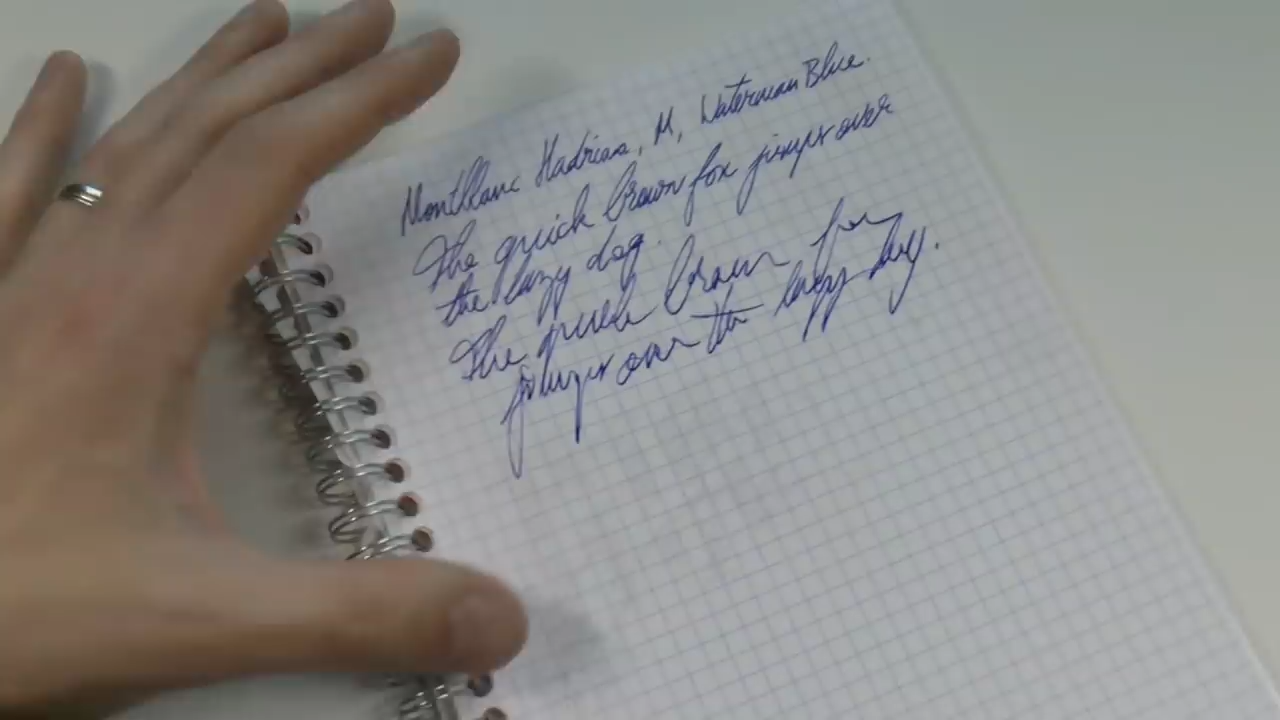 Montblanc Hadrian, M, Waterman Blue.
The quick brown fox jumps over
the lazy dog.
The quick brown fox
jumps over the lazy dog.